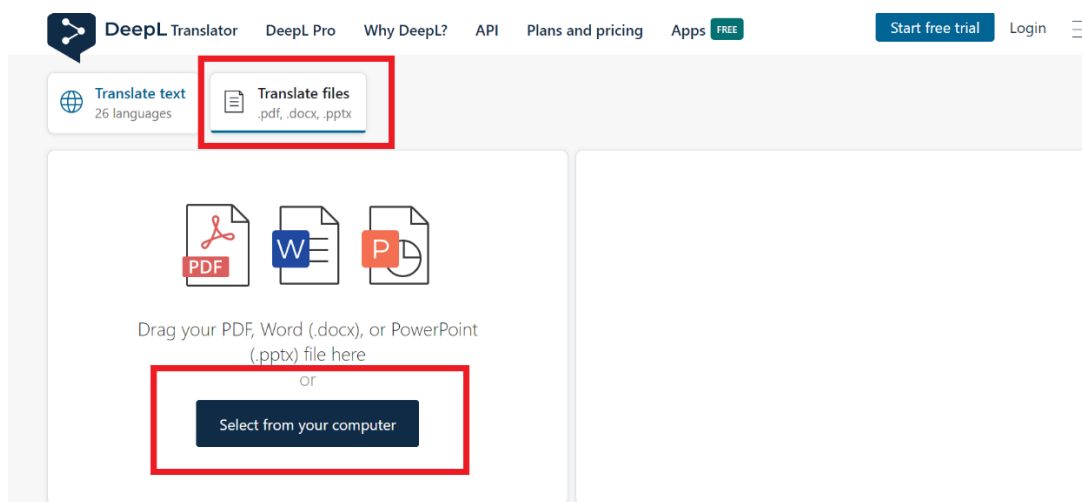 DeepL Translator DeepL Pro Why DeepL? API Plans and pricing Apps FREE Start free trial Login
Translate text
26 languages
Translate files
.pdf, .docx, .pptx
PDF W P
Drag your PDF, Word (.docx), or PowerPoint
(.pptx) file here
or
Select from your computer